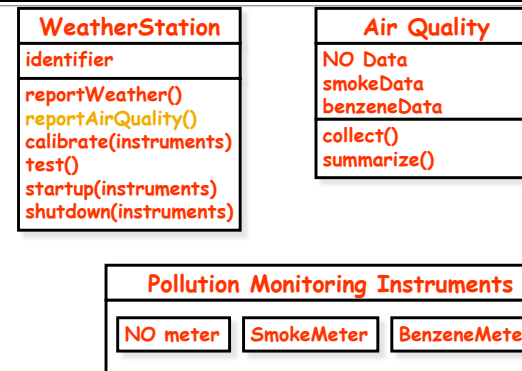 WeatherStation
identifier
reportWeather()
reportAirQuality()
calibrate(instruments)
test()
startup(instruments)
shutdown(instruments)
Air Quality
NO Data
smokeData
benzeneData
collect()
summarize()
Pollution Monitoring Instruments
NO meter
SmokeMeter
BenzeneMete